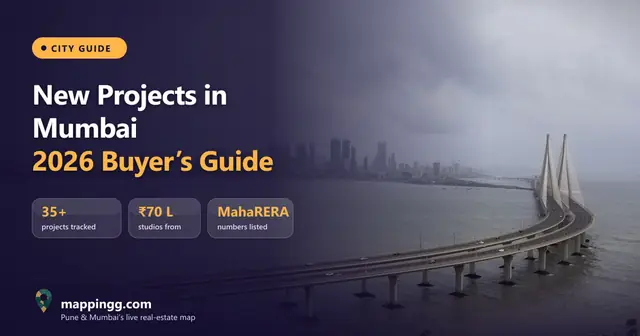 CITY GUIDE
New Projects in
Mumbai
2026 Buyer’s Guide
35+
projects tracked
₹70 L
studios from
MahaRERA
numbers listed
mappingg.com
Pune & Mumbai's live real-estate map